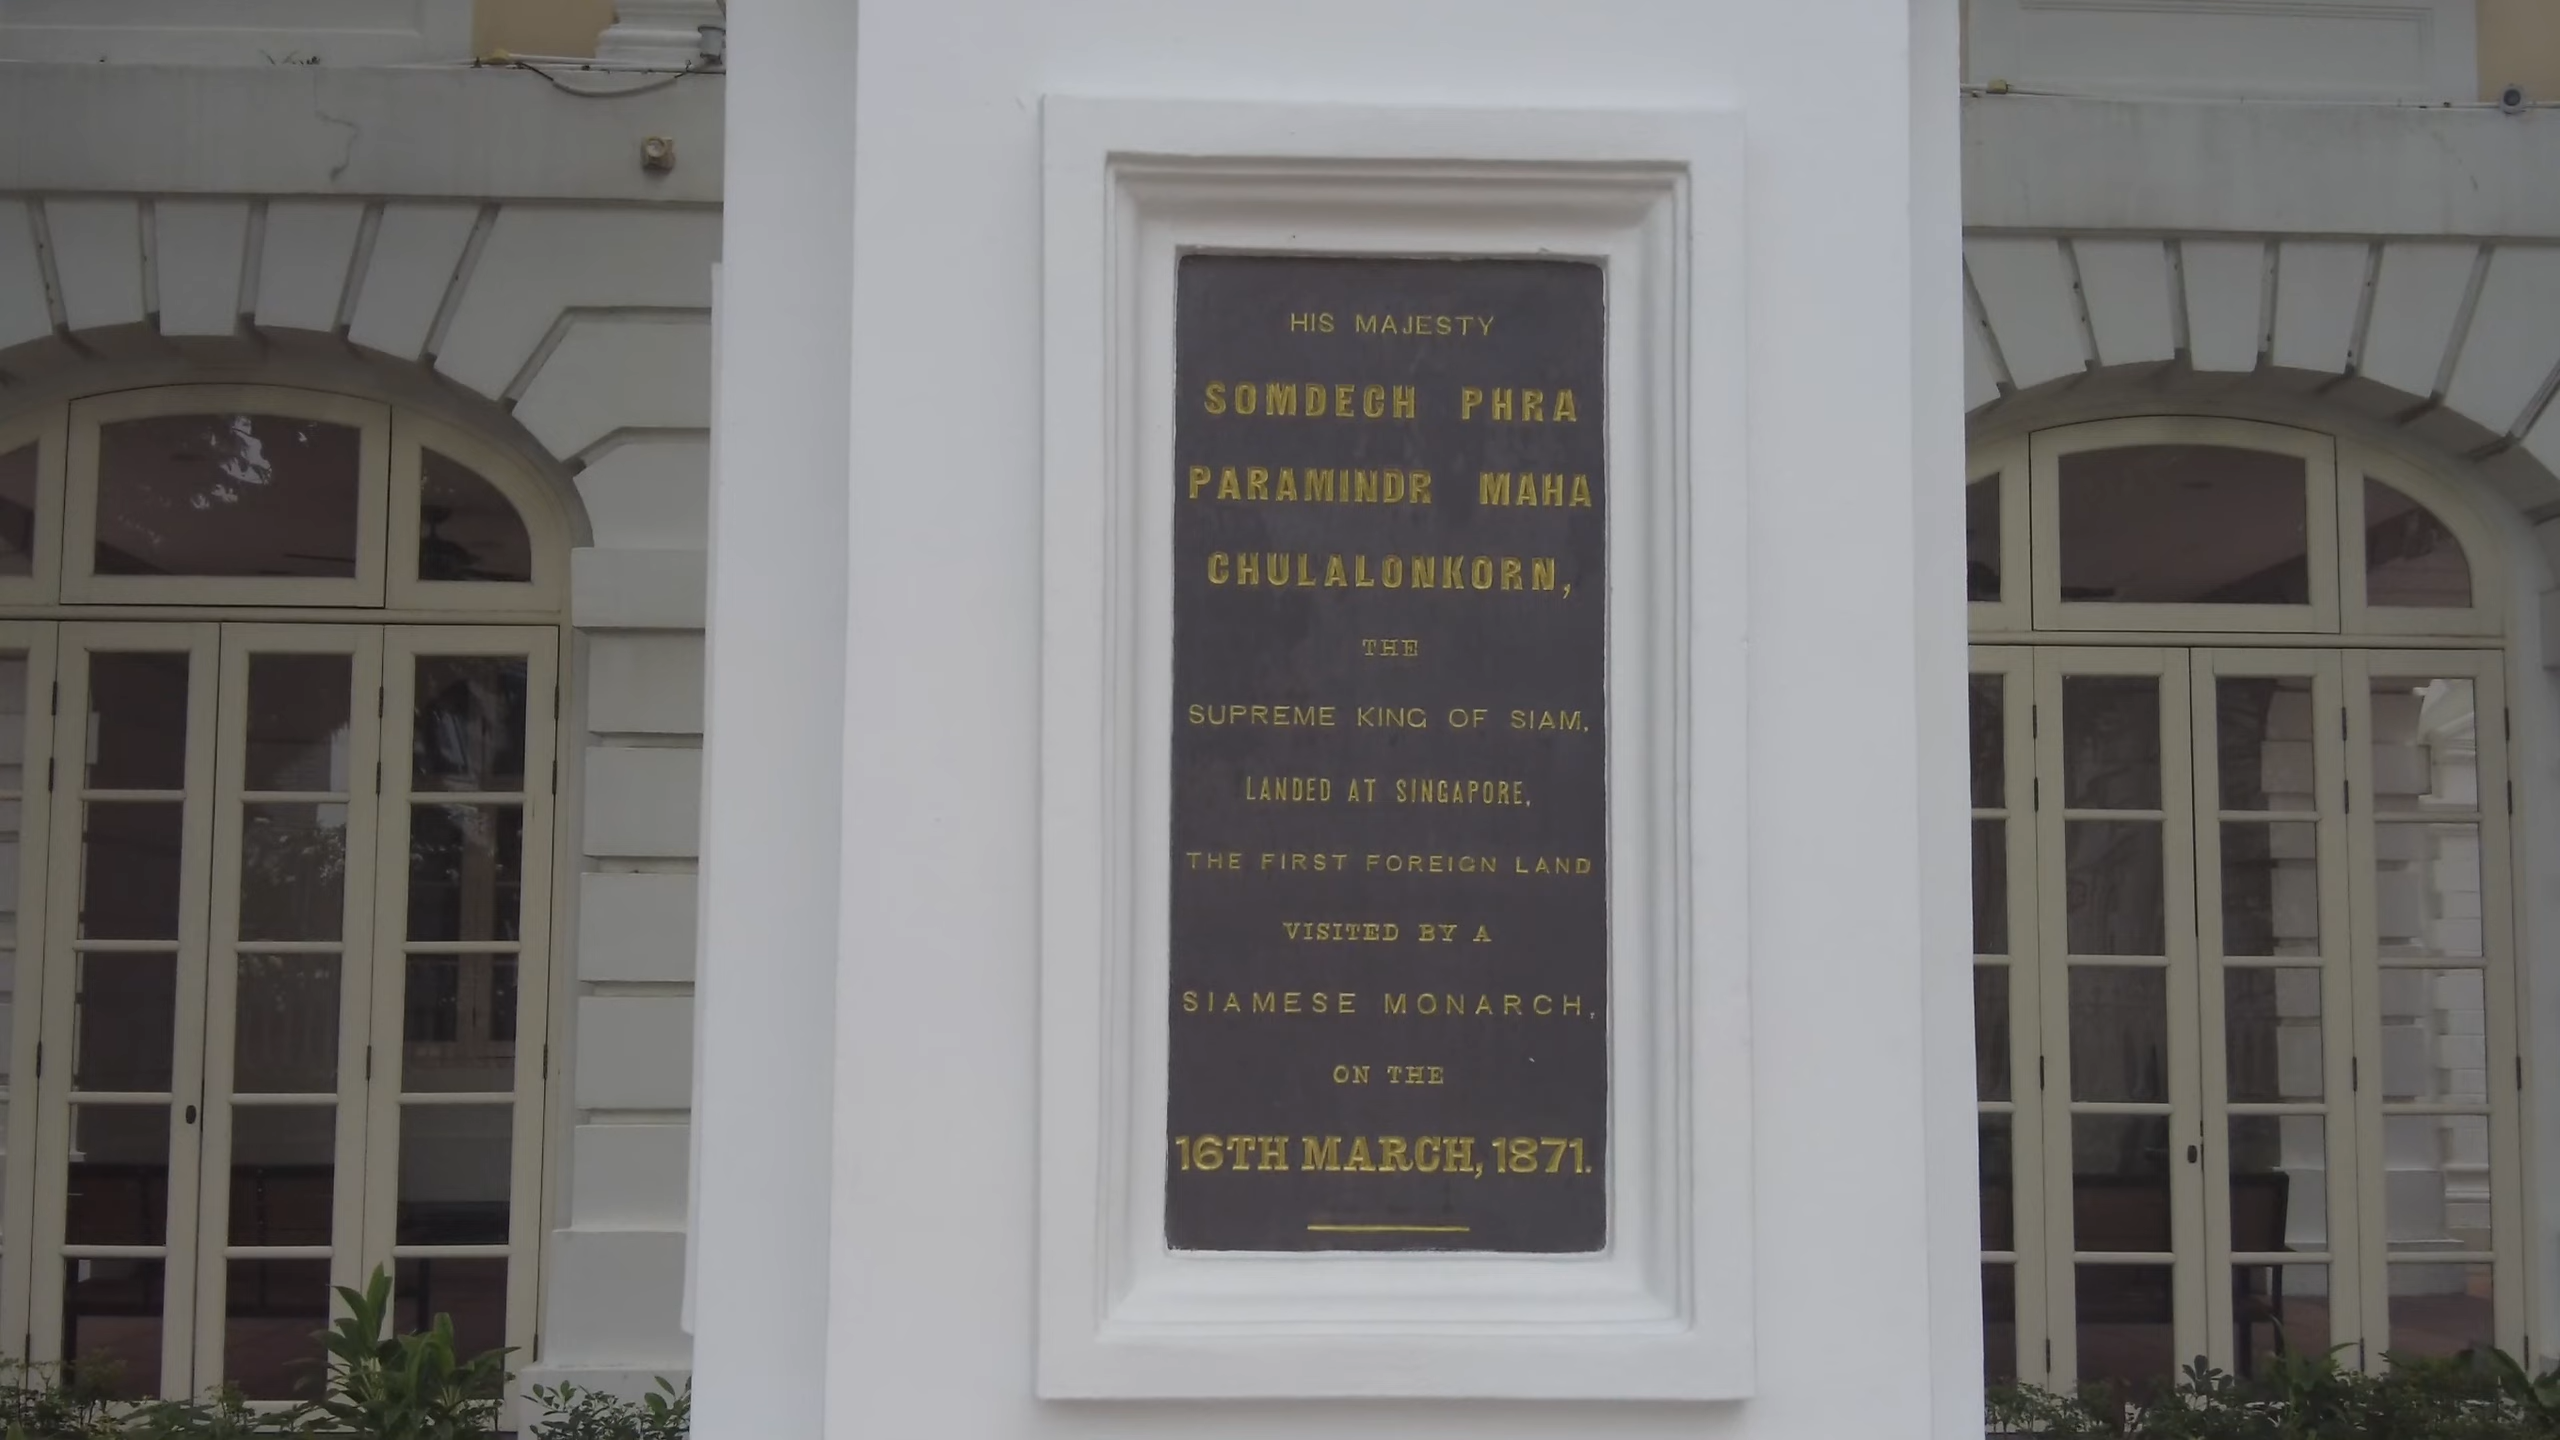 HIS MAJESTY
SOMDECH PHRA
PARAMINDR MAHA
CHULALONKORN,
THE
SUPREME KING OF SIAM,
LANDED AT SINGAPORE,
THE FIRST FOREIGN LAND
VISITED BY A
SIAMESE MONARCH,
ON THE
16TH MARCH, 1871.